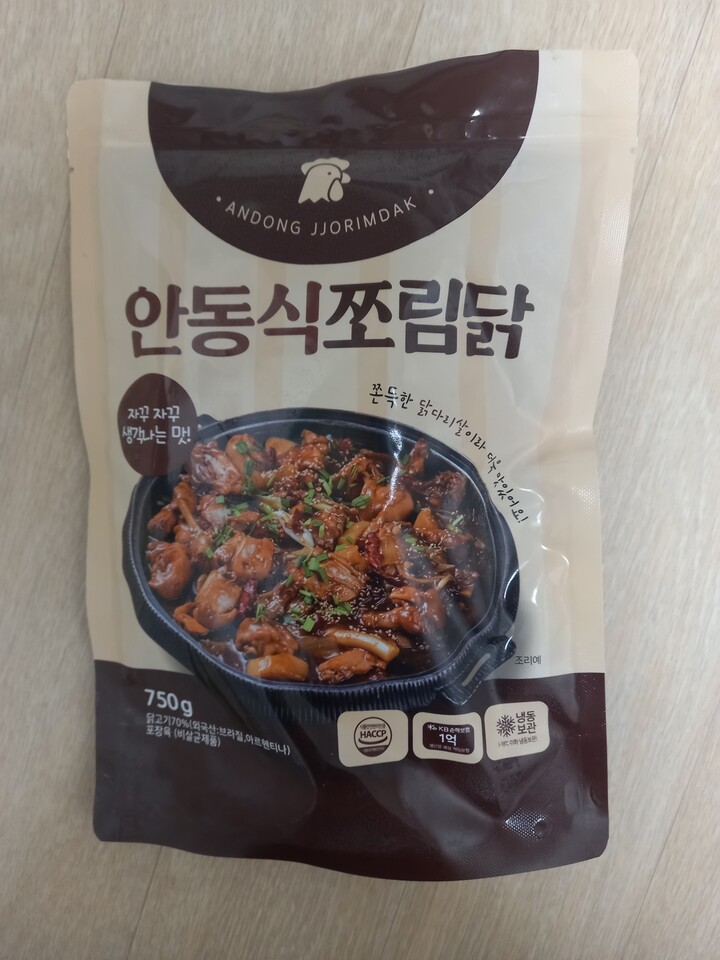 ANDONG JJORIMDAK
안동식쪼림닭
자꾸 자꾸
생각나는 맛!
쫀득한 닭다리살이라 더욱 맛있어요!
조리예
750g
닭고기70%(외국산:브라질,아르헨티나)
포장육 (비살균제품)
HACCP
KB손해보험
1억
냉동
보관